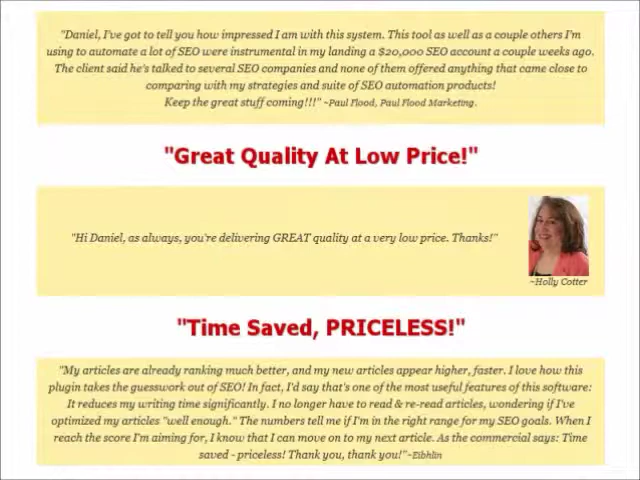 "Daniel, I've got to tell you how impressed I am with this system. This tool as well as a couple others I'm
using to automate a lot of SEO were instrumental in my landing a $20,000 SEO account a couple weeks ago.
The client said he's talked to several SEO companies and none of them offered anything that came close to
comparing with my strategies and suite of SEO automation products!
Keep the great stuff coming!!!" ~Paul Flood, Paul Flood Marketing.
"Great Quality At Low Price!"
"Hi Daniel, as always, you're delivering GREAT quality at a very low price. Thanks!"
~Holly Cotter
"Time Saved, PRICELESS!"
"My articles are already ranking much better, and my new articles appear higher, faster. I love how this
plugin takes the guesswork out of SEO! In fact, I'd say that's one of the most useful features of this software:
It reduces my writing time significantly. I no longer have to read & re-read articles, wondering if I've
optimized my articles "well enough." The numbers tell me if I'm in the right range for my SEO goals. When I
reach the score I'm aiming for, I know that I can move on to my next article. As the commercial says: Time
saved - priceless! Thank you, thank you!"~Eibhlin